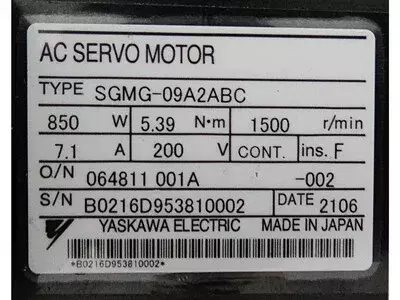 AC SERVO MOTOR
TYPE SGMG-09A2ABC
850 W 5.39 N·m 1500 r/min
7.1 A 200 V CONT. ins. F
O/N 064811 001A -002
S/N B0216D953810002 DATE 2106
YASKAWA ELECTRIC MADE IN JAPAN
*B0216D953810002*